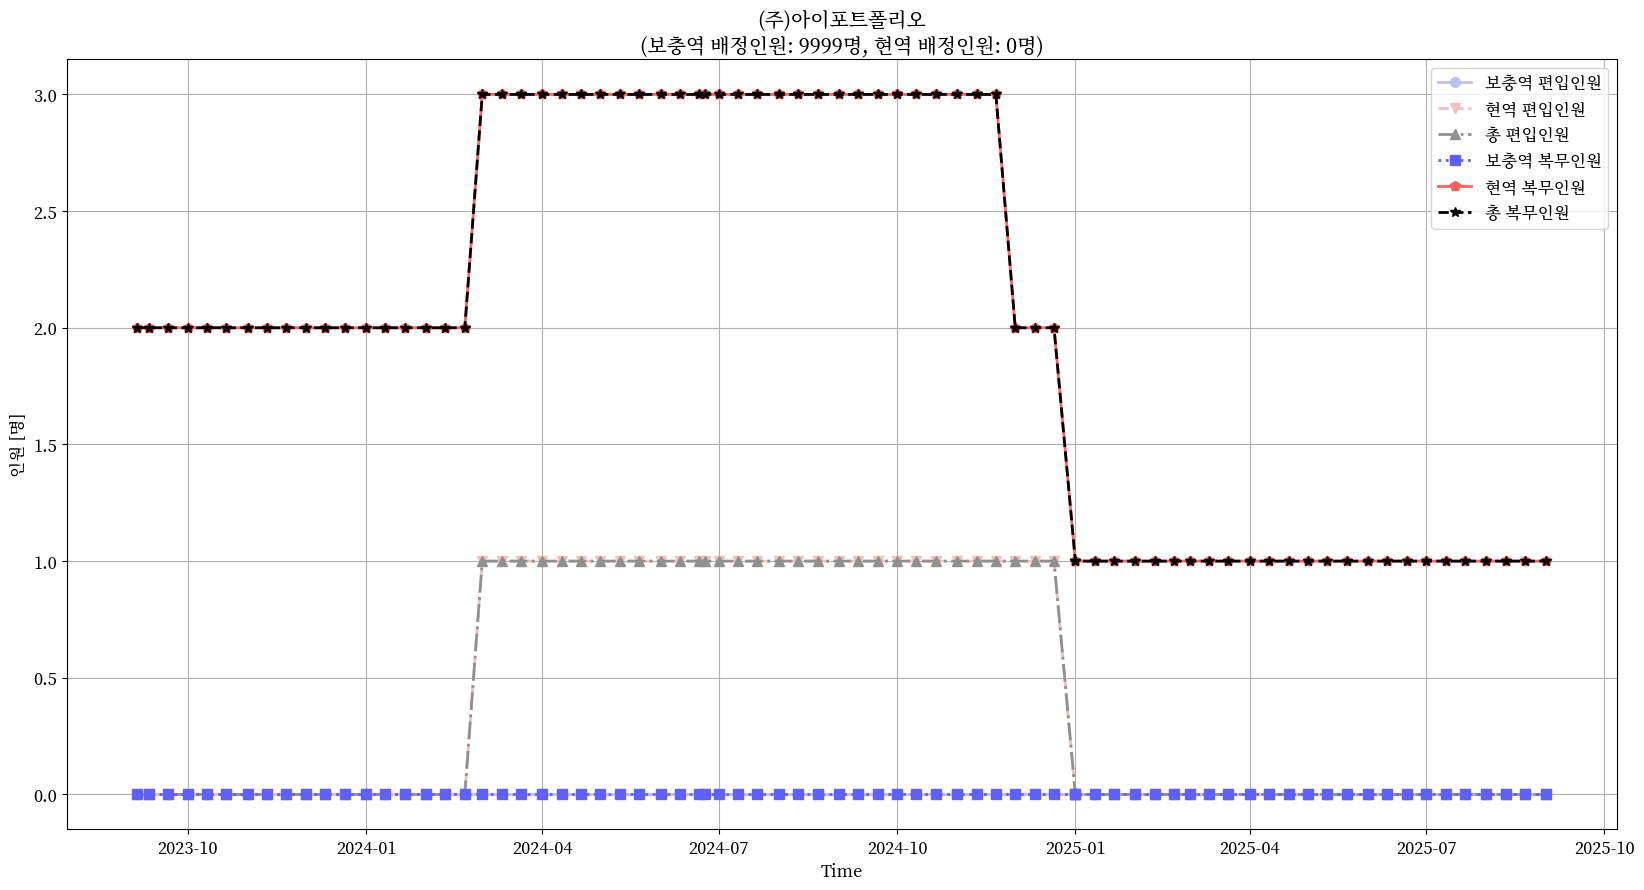 (주)아이포트폴리오
(보충역 배정인원: 9999명, 현역 배정인원: 0명)
보충역 편입인원
현역 편입인원
총 편입인원
보충역 복무인원
현역 복무인원
총 복무인원
3.0
2.5
2.0
1.5
1.0
0.5
0.0
인원 [명]
2023-10
2024-01
2024-04
2024-07
2024-10
2025-01
2025-04
2025-07
2025-10
Time